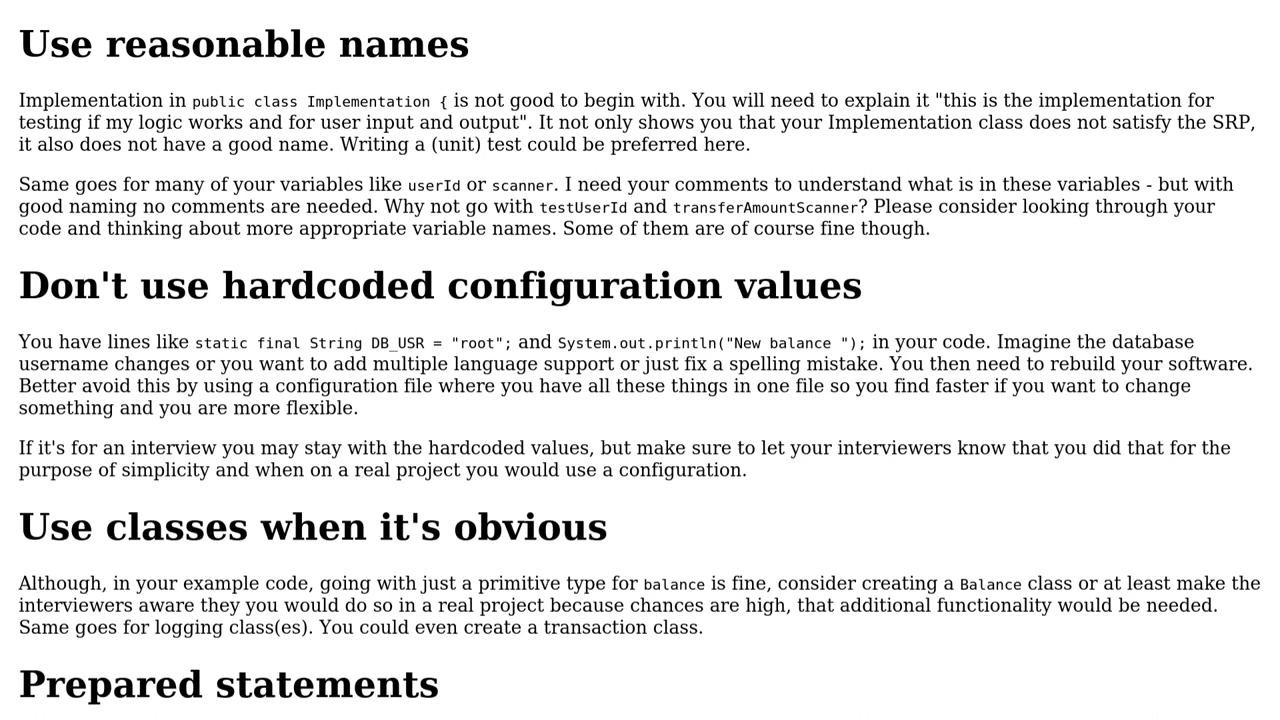 Use reasonable names
Implementation in public class Implementation { is not good to begin with. You will need to explain it "this is the implementation for
testing if my logic works and for user input and output". It not only shows you that your Implementation class does not satisfy the SRP,
it also does not have a good name. Writing a (unit) test could be preferred here.
Same goes for many of your variables like userId or scanner. I need your comments to understand what is in these variables - but with
good naming no comments are needed. Why not go with testUserId and transferAmountScanner? Please consider looking through your
code and thinking about more appropriate variable names. Some of them are of course fine though.
Don't use hardcoded configuration values
You have lines like static final String DB_USR = "root"; and System.out.println("New balance "); in your code. Imagine the database
username changes or you want to add multiple language support or just fix a spelling mistake. You then need to rebuild your software.
Better avoid this by using a configuration file where you have all these things in one file so you find faster if you want to change
something and you are more flexible.
If it's for an interview you may stay with the hardcoded values, but make sure to let your interviewers know that you did that for the
purpose of simplicity and when on a real project you would use a configuration.
Use classes when it's obvious
Although, in your example code, going with just a primitive type for balance is fine, consider creating a Balance class or at least make the
interviewers aware they you would do so in a real project because chances are high, that additional functionality would be needed.
Same goes for logging class(es). You could even create a transaction class.
Prepared statements